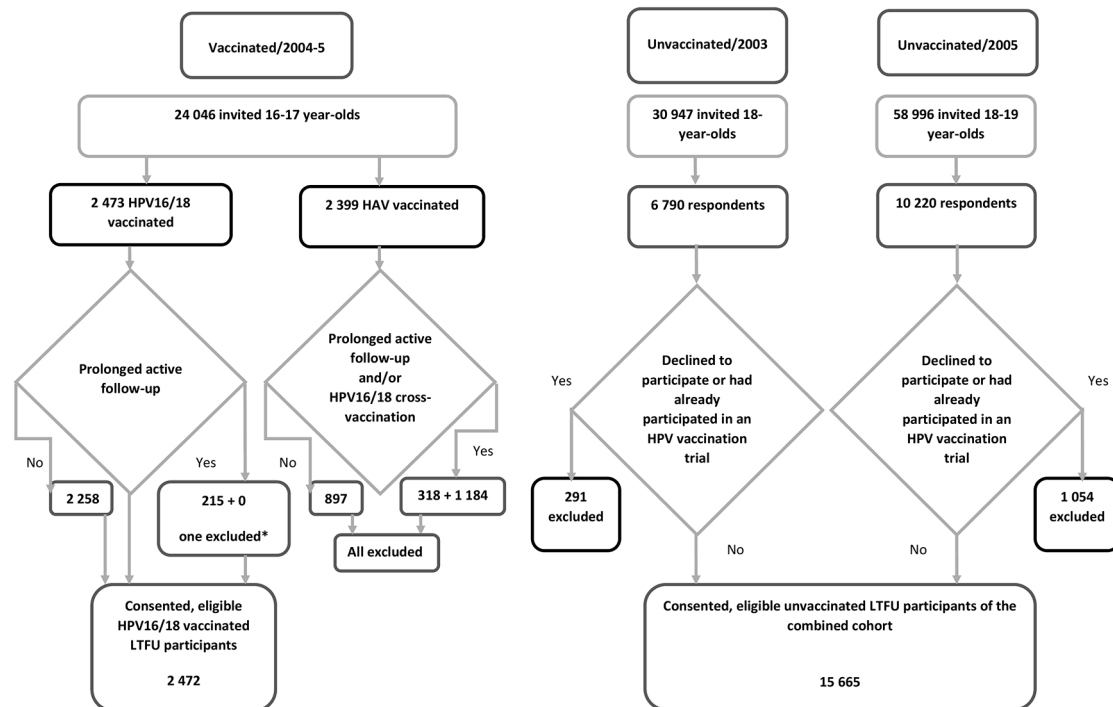 Vaccinated/2004-5
Unvaccinated/2003
Unvaccinated/2005
24 046 invited 16-17 year-olds
30 947 invited 18-
year-olds
58 996 invited 18-19
year-olds
2 473 HPV16/18
vaccinated
2 399 HAV vaccinated
6 790 respondents
10 220 respondents
Prolonged active
follow-up
Prolonged active
follow-up
and/or
HPV16/18 cross-
vaccination
Declined to
participate or had
already
participated in an
HPV vaccination
trial
Declined to
participate or had
already
participated in an
HPV vaccination
trial
No
Yes
No
Yes
Yes
Yes
2 258
215 + 0
one excluded*
897
318 + 1 184
All excluded
291
excluded
1 054
excluded
No
No
Consented, eligible
HPV16/18 vaccinated
LTFU participants
2 472
Consented, eligible unvaccinated LTFU participants of the
combined cohort
15 665